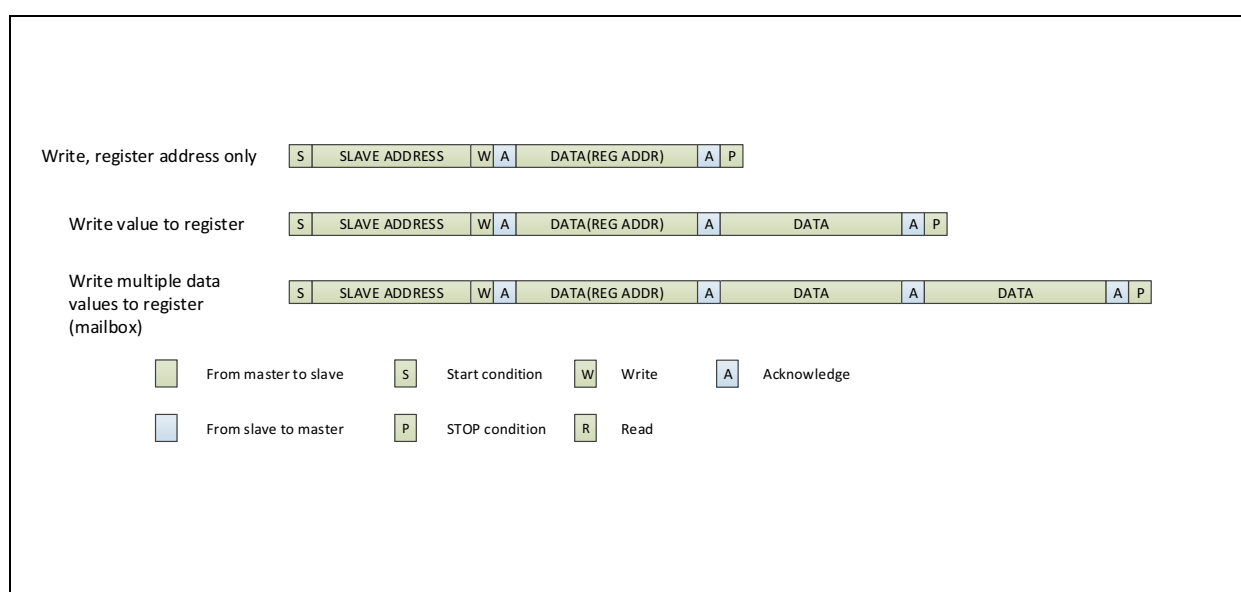 Write, register address only S SLAVE ADDRESS W A DATA(REG ADDR) A P
Write value to register S SLAVE ADDRESS W A DATA(REG ADDR) A DATA A P
Write multiple data
values to register
(mailbox)
S SLAVE ADDRESS W A DATA(REG ADDR) A DATA A DATA A P
From master to slave S Start condition W Write A Acknowledge
From slave to master P STOP condition R Read